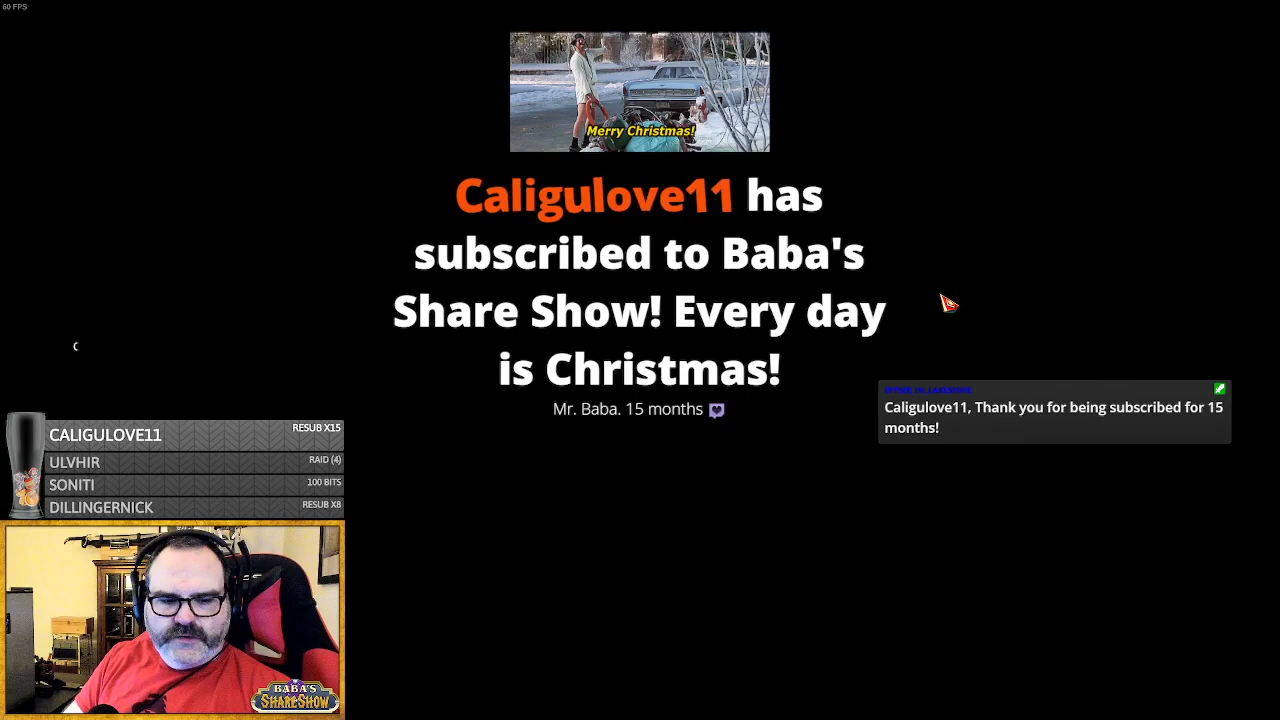 60 FPS
Merry Christmas!
Caligulove11 has
subscribed to Baba's
Share Show! Every day
is Christmas!
Mr. Baba. 15 months
Caligulove11, Thank you for being subscribed for 15
months!
CALIGULOVE11 RESUB X15
ULVHIR RAID (4)
SONITI 100 BITS
DILLINGERNICK RESUB X8
BABA'S
SHARESHOW